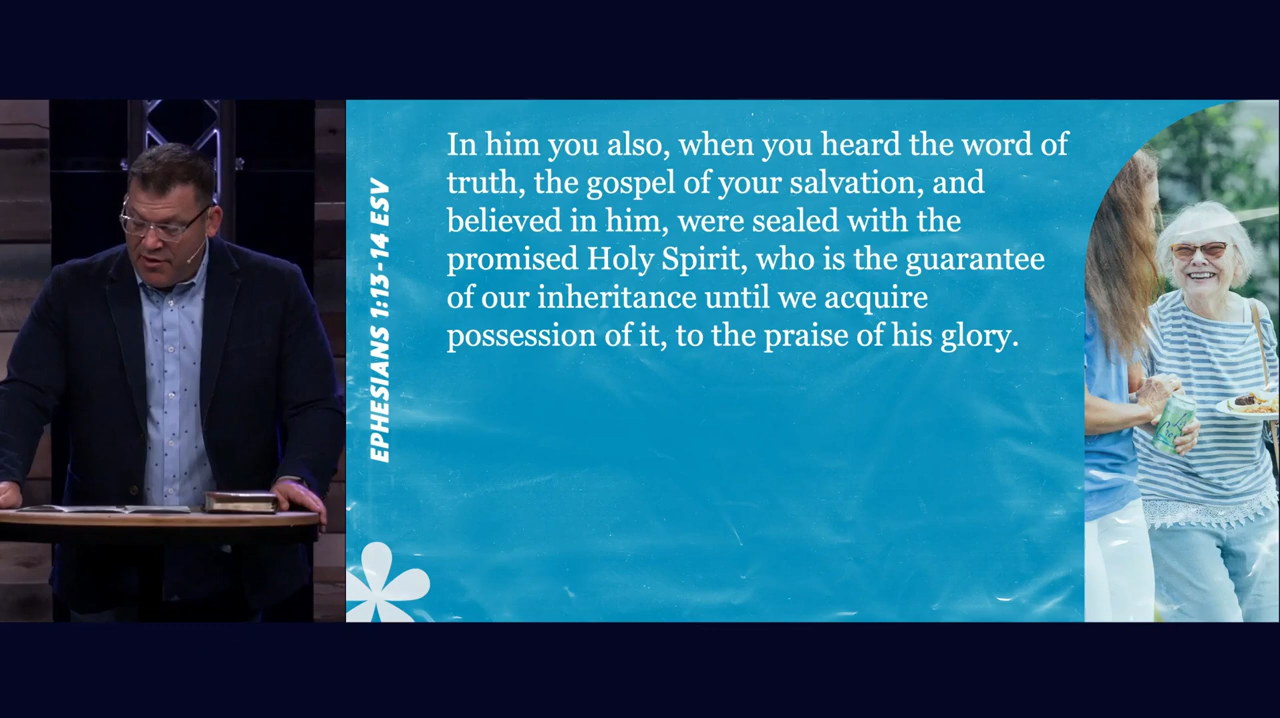 EPHESIANS 1:13-14 ESV
In him you also, when you heard the word of
truth, the gospel of your salvation, and
believed in him, were sealed with the
promised Holy Spirit, who is the guarantee
of our inheritance until we acquire
possession of it, to the praise of his glory.